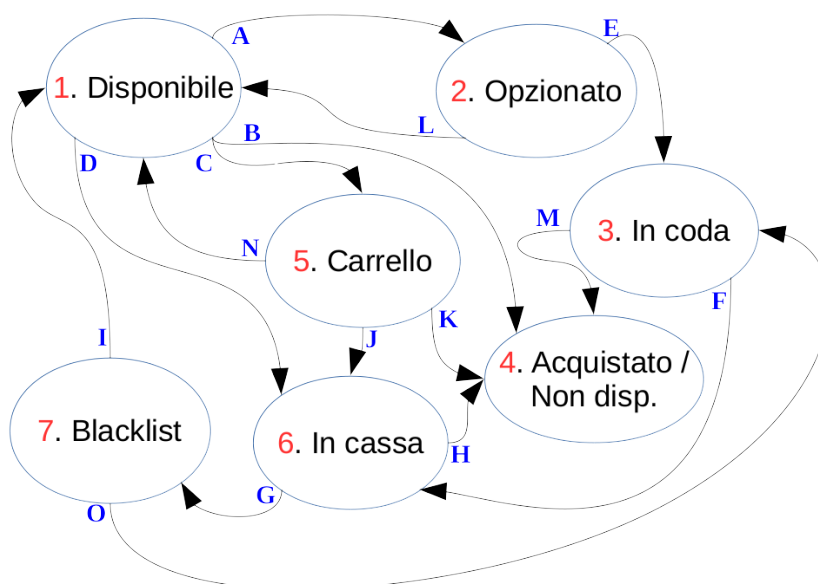 A
E
1. Disponibile
2. Opzionato
L
B
D
C
M
3. In coda
N
5. Carrello
F
K
I
J
4. Acquistato /
Non disp.
7. Blacklist
6. In cassa
H
G
O